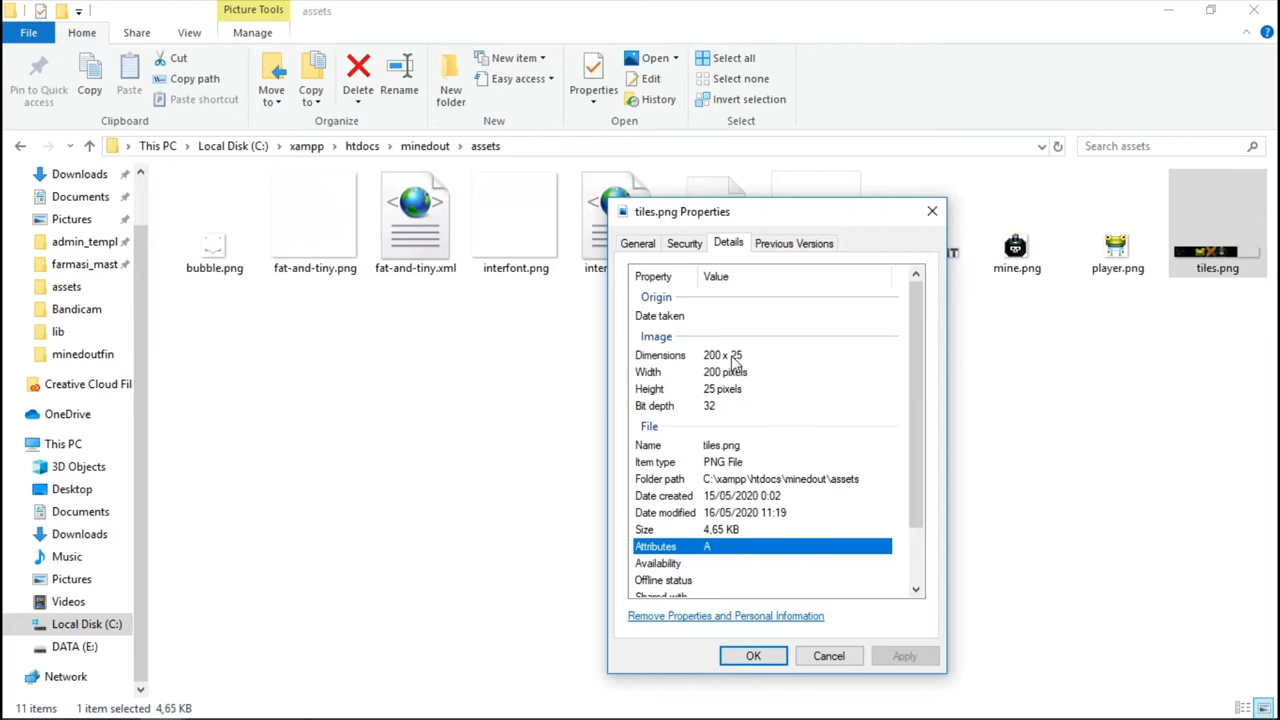 Picture Tools
assets
File
Home
Share
View
Manage
Pin to Quick
access
Copy
Paste
Cut
Copy path
Paste shortcut
Clipboard
Move
to
Copy
to
Delete
Rename
Organize
New
folder
New item
Easy access
New
Properties
Open
Edit
History
Open
Select all
Select none
Invert selection
Select
This PC > Local Disk (C:) > xampp > htdocs > minedout > assets
Search assets
Downloads
Documents
Pictures
admin_templ
farmasi_mast
assets
Bandicam
lib
minedoutfin
Creative Cloud Fil
OneDrive
This PC
3D Objects
Desktop
Documents
Downloads
Music
Pictures
Videos
Local Disk (C:)
DATA (E:)
Network
bubble.png
fat-and-tiny.png
fat-and-tiny.xml
interfont.png
inter
mine.png
player.png
tiles.png
tiles.png Properties
General
Security
Details
Previous Versions
Property Value
Origin
Date taken
Image
Dimensions 200 x 25
Width 200 pixels
Height 25 pixels
Bit depth 32
File
Name tiles.png
Item type PNG File
Folder path C:\xampp\htdocs\minedout\assets
Date created 15/05/2020 0:02
Date modified 16/05/2020 11:19
Size 4,65 KB
Attributes A
Availability
Offline status
Shared with
Remove Properties and Personal Information
OK
Cancel
Apply
11 items
1 item selected 4,65 KB